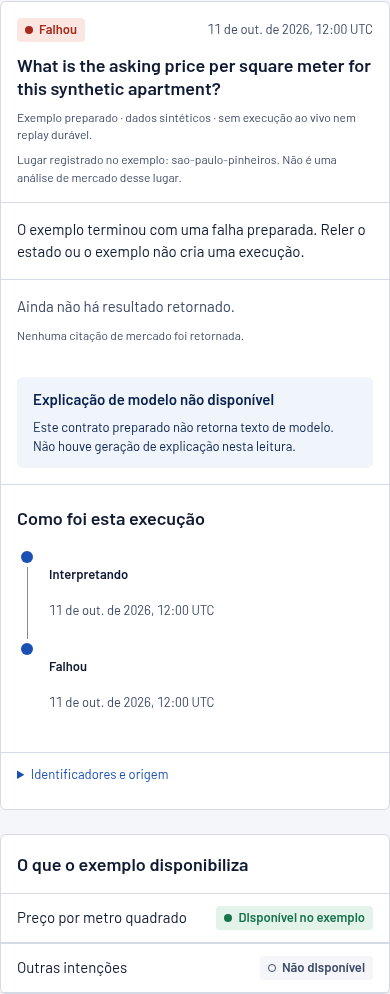 Falhou
11 de out. de 2026, 12:00 UTC
What is the asking price per square meter for
this synthetic apartment?
Exemplo preparado · dados sintéticos · sem execução ao vivo nem
replay durável.
Lugar registrado no exemplo: sao-paulo-pinheiros. Não é uma
análise de mercado desse lugar.
O exemplo terminou com uma falha preparada. Reler o
estado ou o exemplo não cria uma execução.
Ainda não há resultado retornado.
Nenhuma citação de mercado foi retornada.
Explicação de modelo não disponível
Este contrato preparado não retorna texto de modelo.
Não houve geração de explicação nesta leitura.
Como foi esta execução
Interpretando
11 de out. de 2026, 12:00 UTC
Falhou
11 de out. de 2026, 12:00 UTC
Identificadores e origem
O que o exemplo disponibiliza
Preço por metro quadrado
Disponível no exemplo
Outras intenções
Não disponível